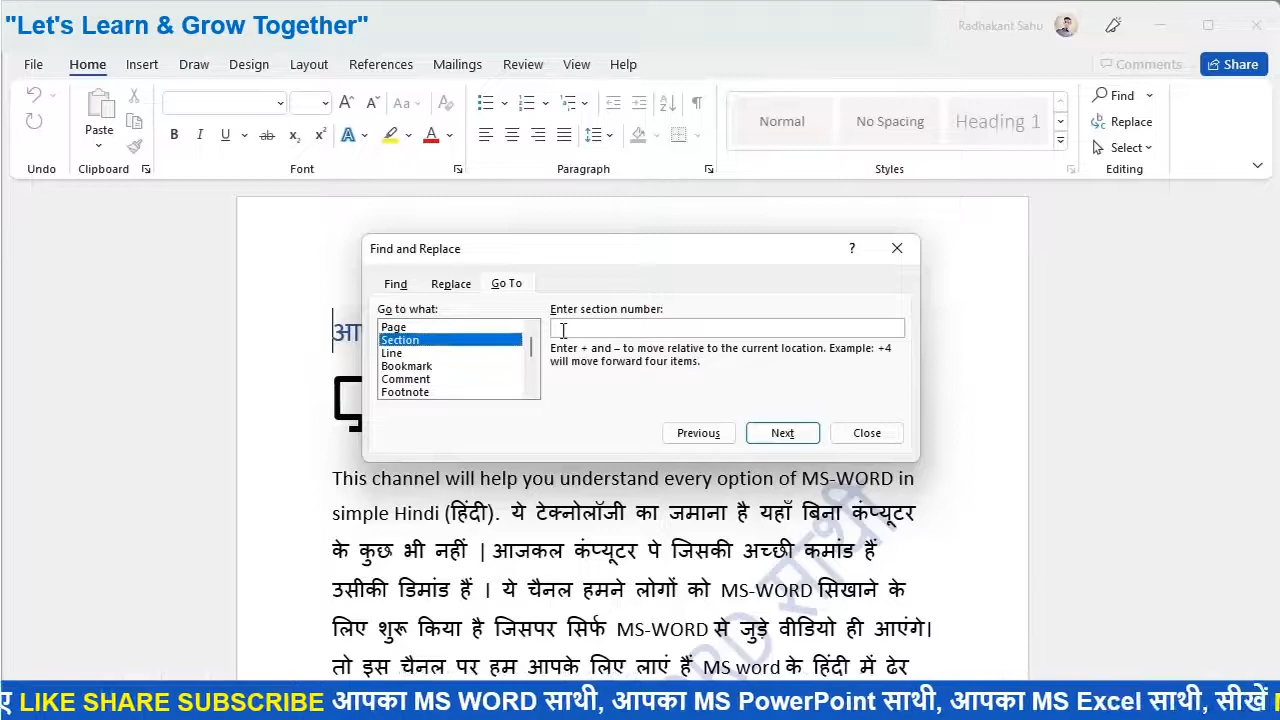 "Let's Learn & Grow Together"
Radhakant Sahu
File Home Insert Draw Design Layout References Mailings Review View Help
Comments Share
Find
Aa
Paste
Normal No Spacing Heading 1
Replace
B I U ab x₂ x² A A
Select
Undo Clipboard Font Paragraph Styles Editing
Find and Replace ?
Find Replace Go To
Go to what: Enter section number:
Page
Section
Line
Bookmark
Comment
Footnote
Enter + and – to move relative to the current location. Example: +4
will move forward four items.
Previous Next Close
This channel will help you understand every option of MS-WORD in
simple Hindi (हिंदी). ये टेक्नोलॉजी का जमाना है यहाँ बिना कंप्यूटर
के कुछ भी नहीं | आजकल कंप्यूटर पे जिसकी अच्छी कमांड हैं
उसीकी डिमांड हैं । ये चैनल हमने लोगों को MS-WORD सिखाने के
लिए शुरू किया है जिसपर सिर्फ MS-WORD से जुड़े वीडियो ही आएंगे।
तो इस चैनल पर हम आपके लिए लाएं हैं MS word के हिंदी में ढेर
LIKE SHARE SUBSCRIBE आपका MS WORD साथी, आपका MS PowerPoint साथी, आपका MS Excel साथी, सीखें